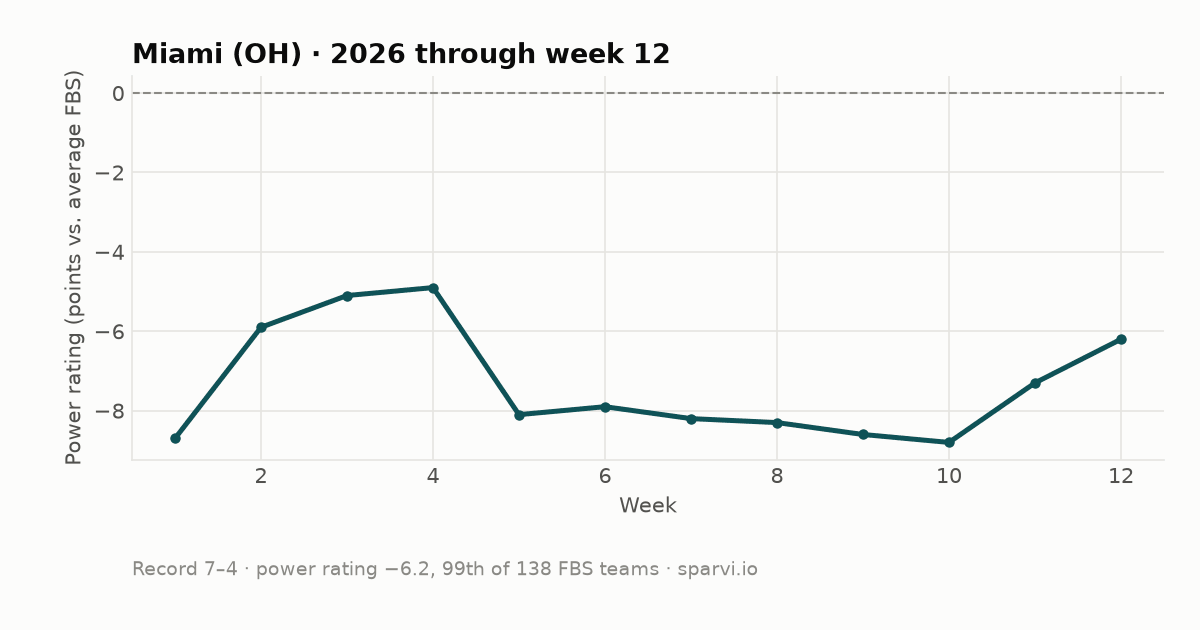 Miami (OH) · 2026 through week 12
Power rating (points vs. average FBS)
0
−2
−4
−6
−8
2 4 6 8 10 12
Week
Record 7–4 · power rating −6.2, 99th of 138 FBS teams · sparvi.io